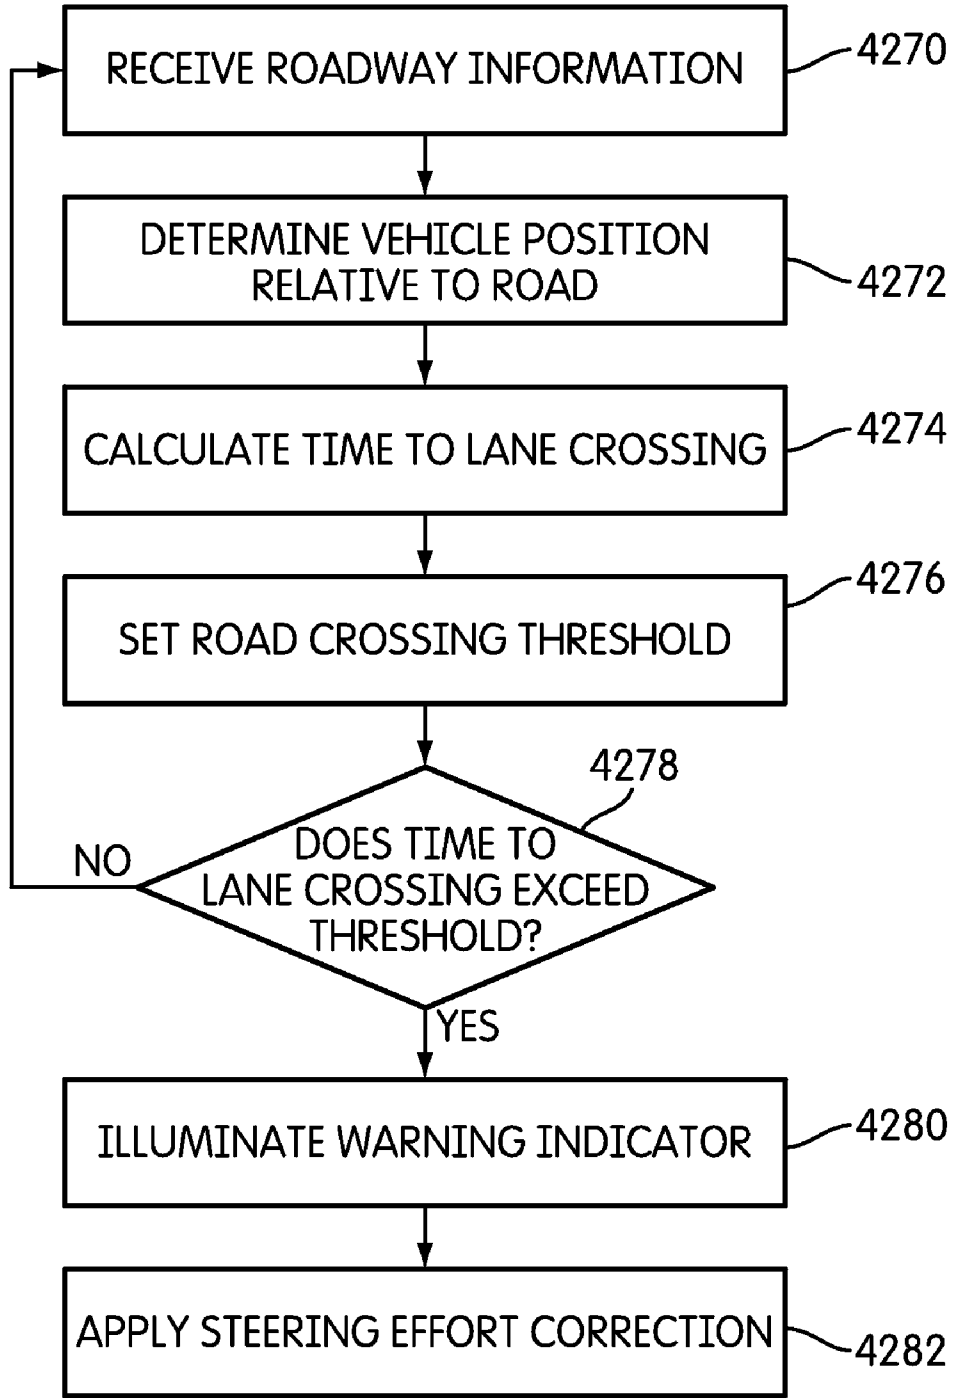 RECEIVE ROADWAY INFORMATION
4270
DETERMINE VEHICLE POSITION
RELATIVE TO ROAD
4272
CALCULATE TIME TO LANE CROSSING
4274
SET ROAD CROSSING THRESHOLD
4276
4278
DOES TIME TO
LANE CROSSING EXCEED
THRESHOLD?
NO
YES
ILLUMINATE WARNING INDICATOR
4280
APPLY STEERING EFFORT CORRECTION
4282